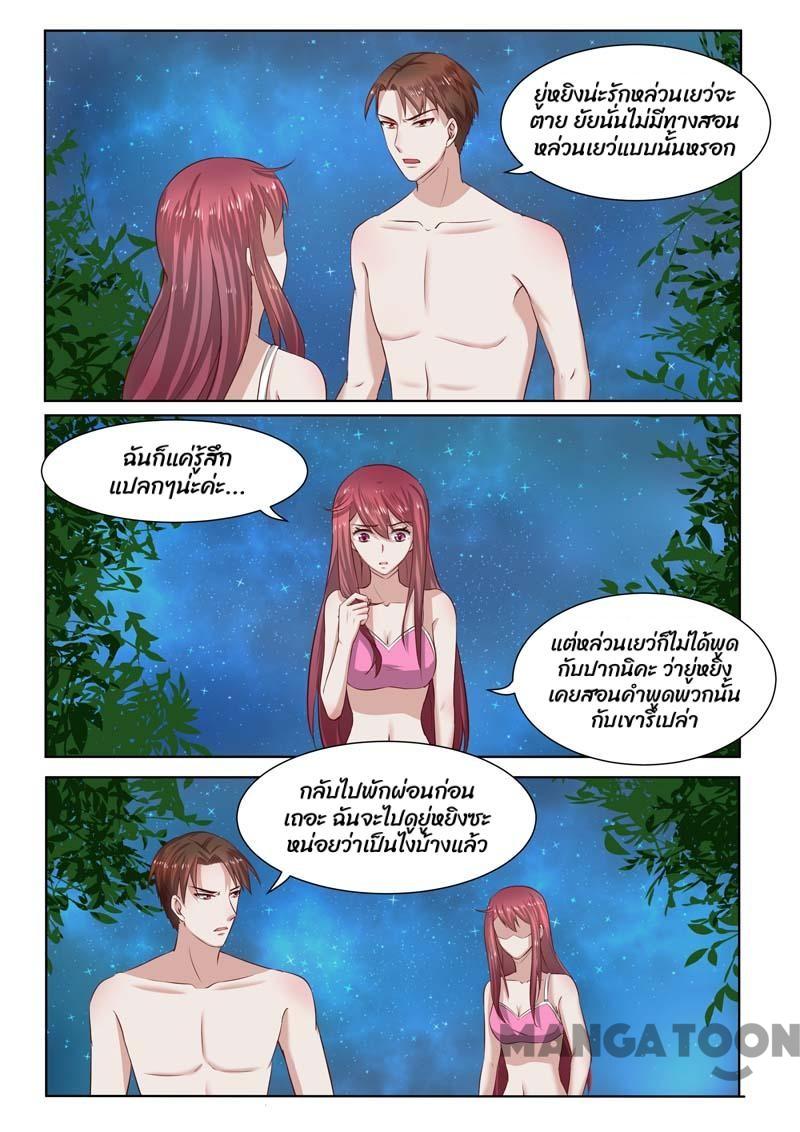 ยู่หยิงน่ะรักหล่วนเยว่จะ
ตาย ยัยนั่นไม่มีทางสอน
หล่วนเยว่แบบนั้นหรอก
ฉันก็แค่รู้สึก
แปลกๆน่ะค่ะ...
แต่หล่วนเยว่ก็ไม่ได้พูด
กับปากนิคะ ว่ายู่หยิง
เคยสอนคำพูดพวกนั้น
กับเขารึเปล่า
กลับไปพักผ่อนก่อน
เถอะ ฉันจะไปดูยู่หยิงซะ
หน่อยว่าเป็นไงบ้างแล้ว
MANGATOON